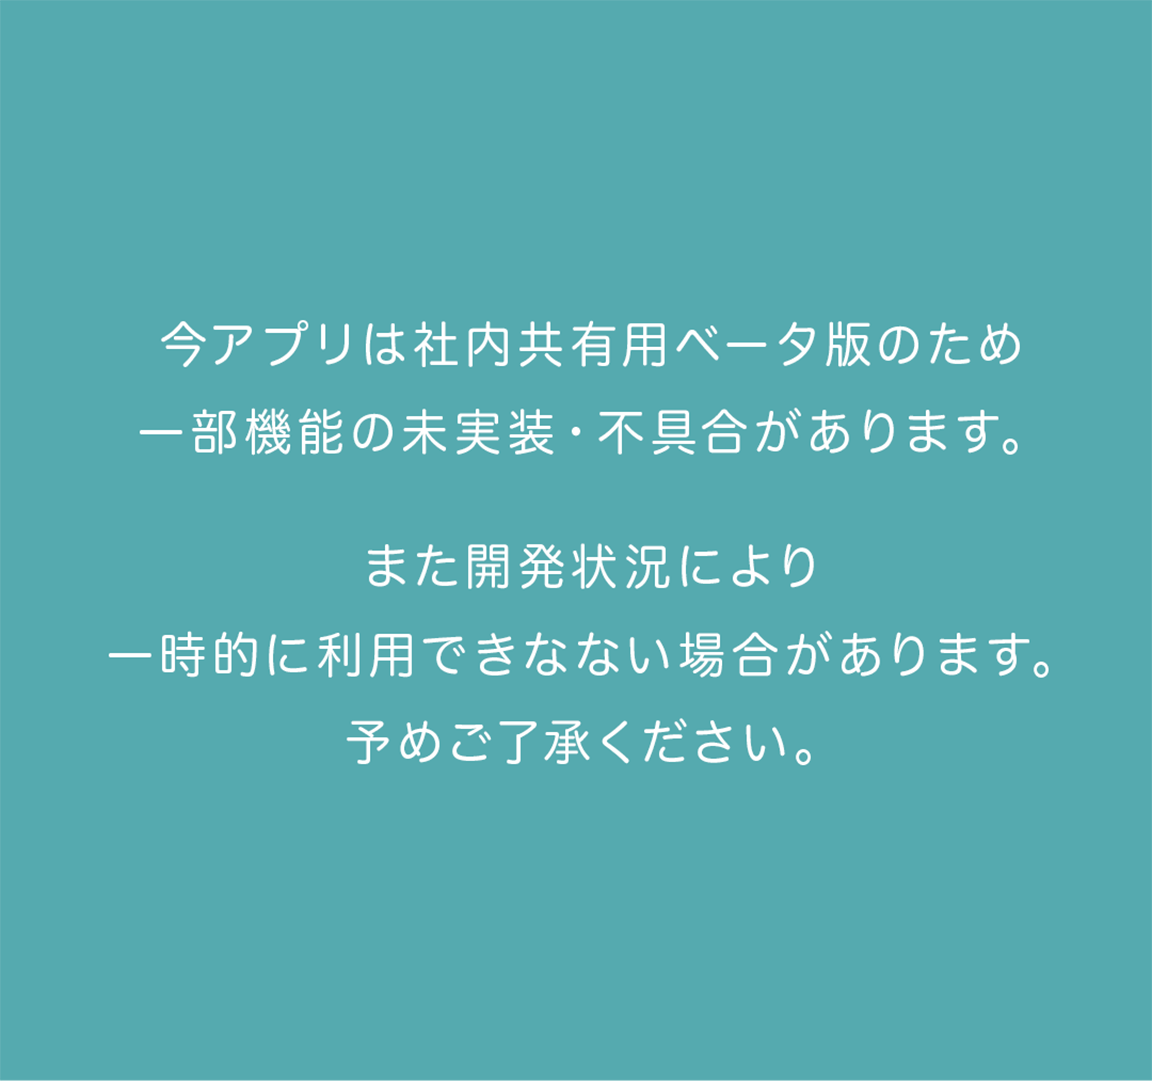 今アプリは社内共有用ベータ版のため
一部機能の未実装・不具合があります。
また開発状況により
一時的に利用できなない場合があります。
予めご了承ください。